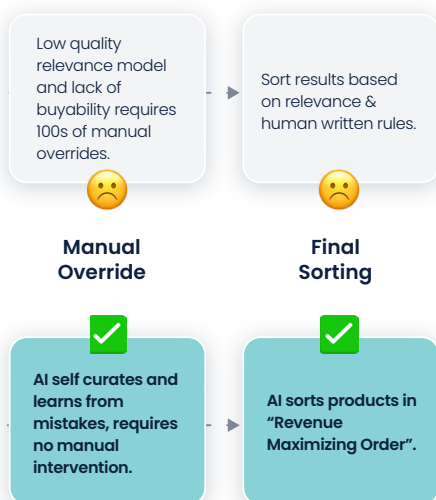 Low quality
relevance model
and lack of
buyability requires
100s of manual
overrides.
Sort results based
on relevance &
human written rules.
Manual
Override
Final
Sorting
AI self curates and
learns from
mistakes, requires
no manual
intervention.
AI sorts products in
“Revenue
Maximizing Order”.